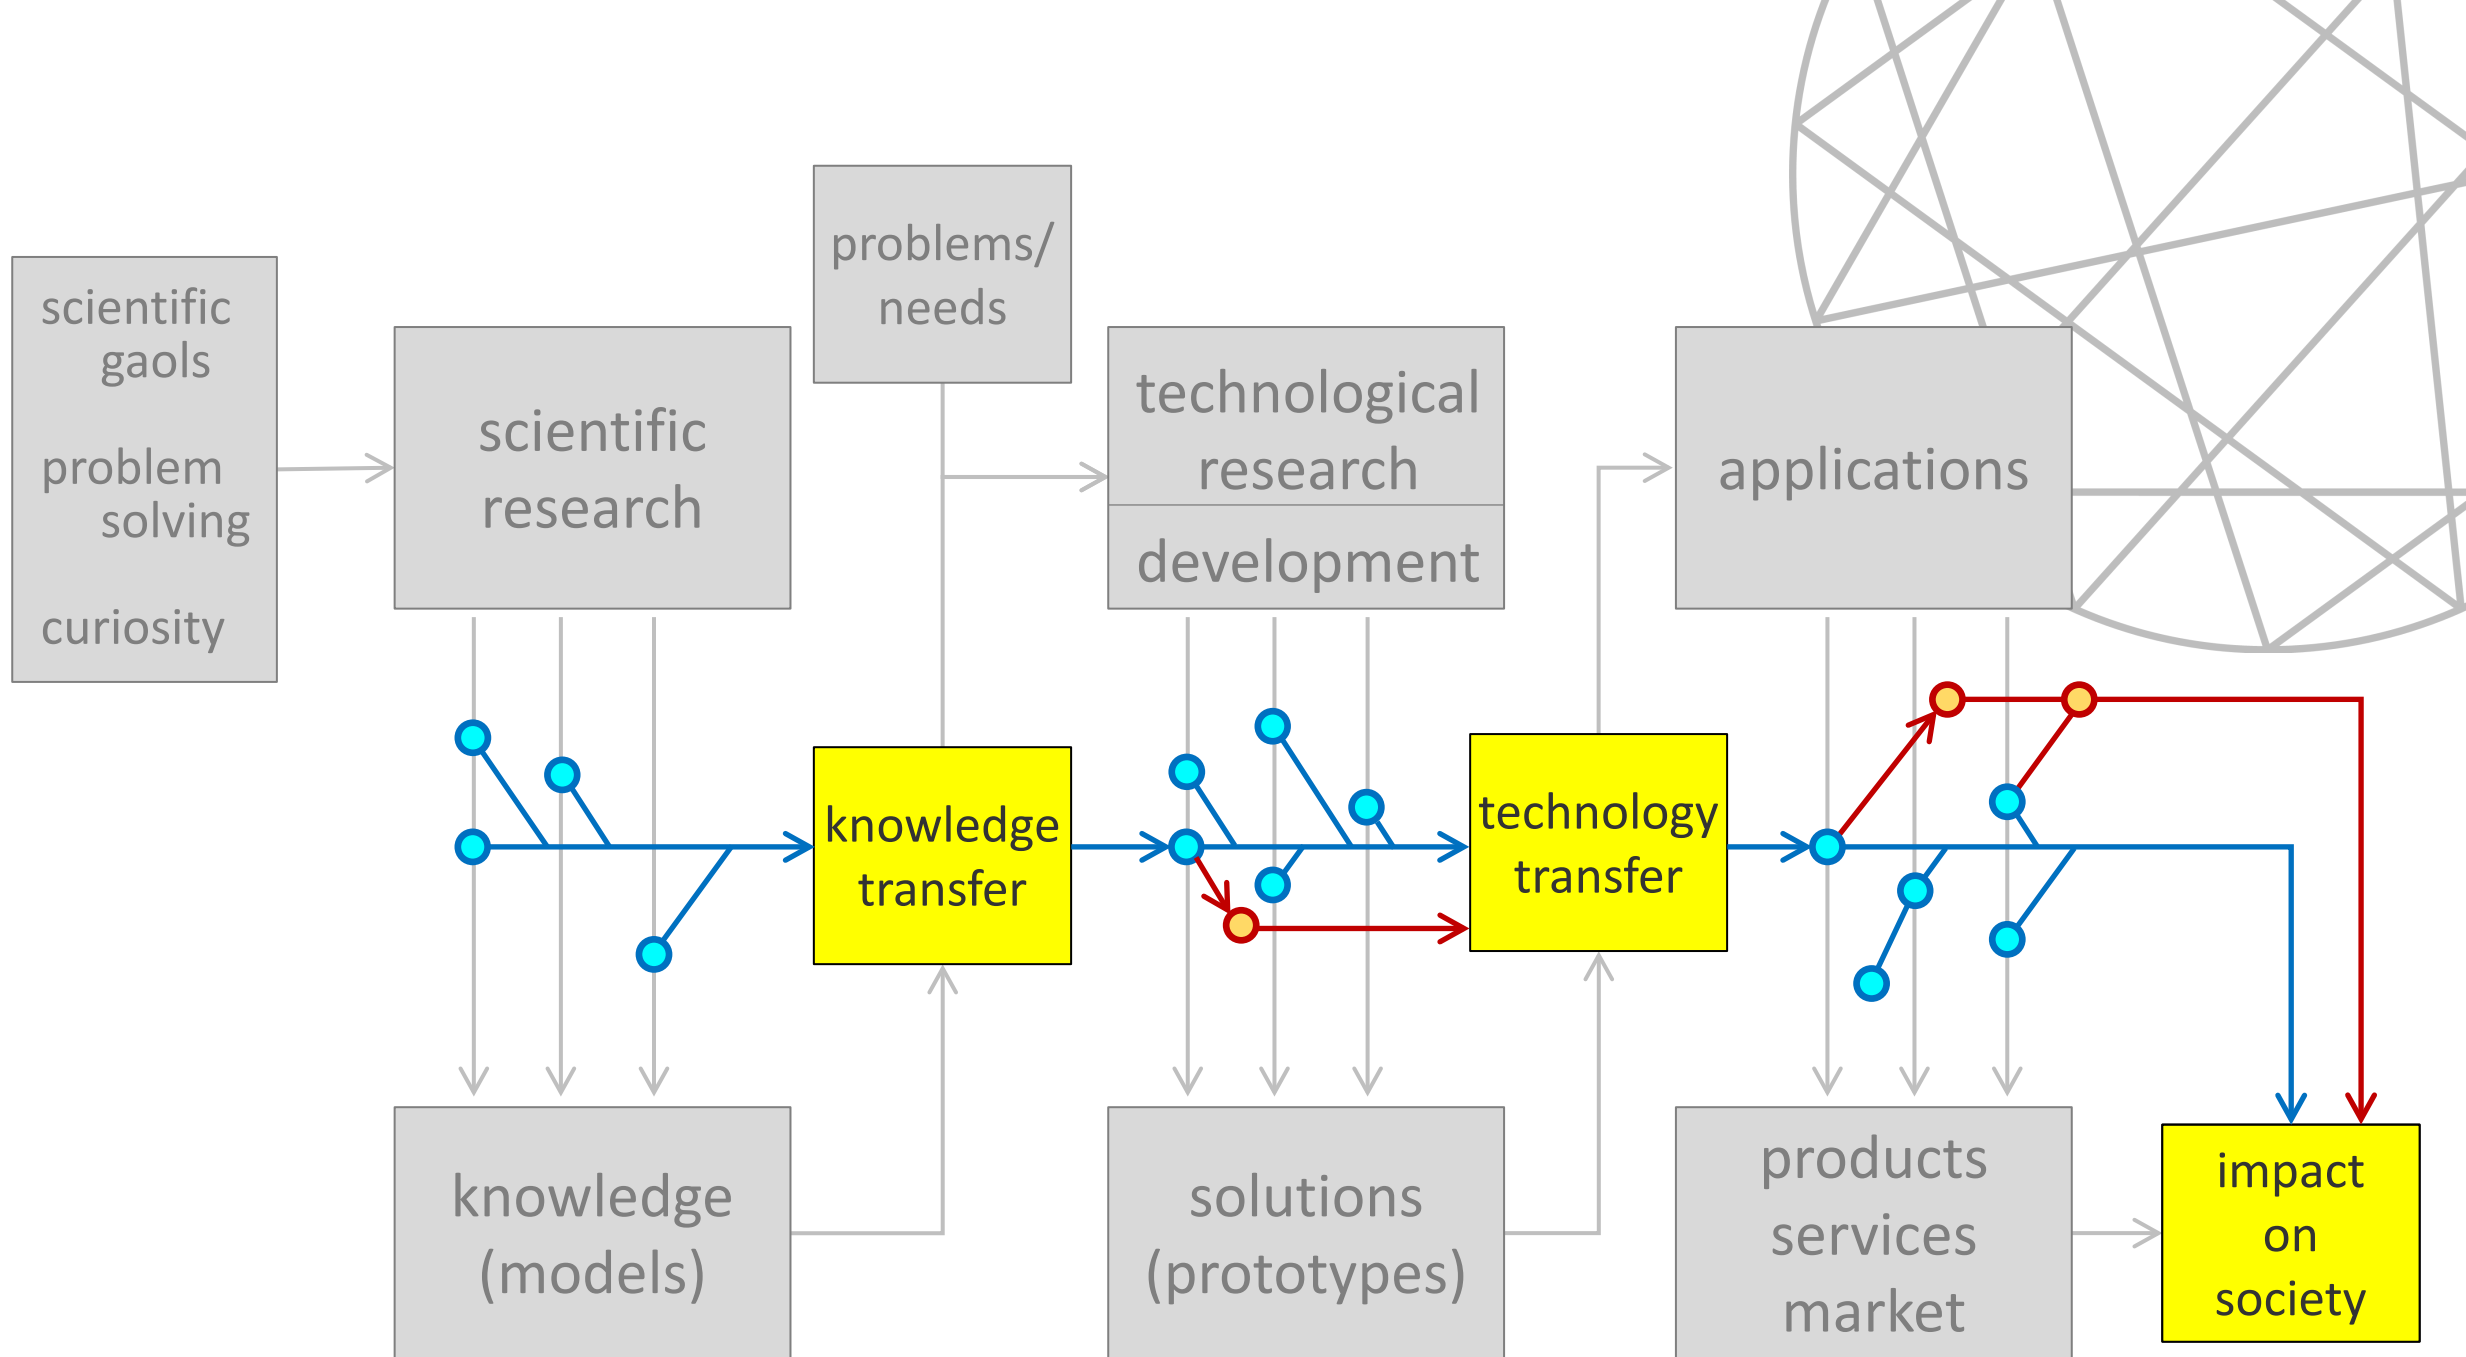 scientific
gaols
problem
solving
curiosity
scientific
research
problems/
needs
technological
research
development
applications
knowledge
transfer
technology
transfer
knowledge
(models)
solutions
(prototypes)
products
services
market
impact
on
society